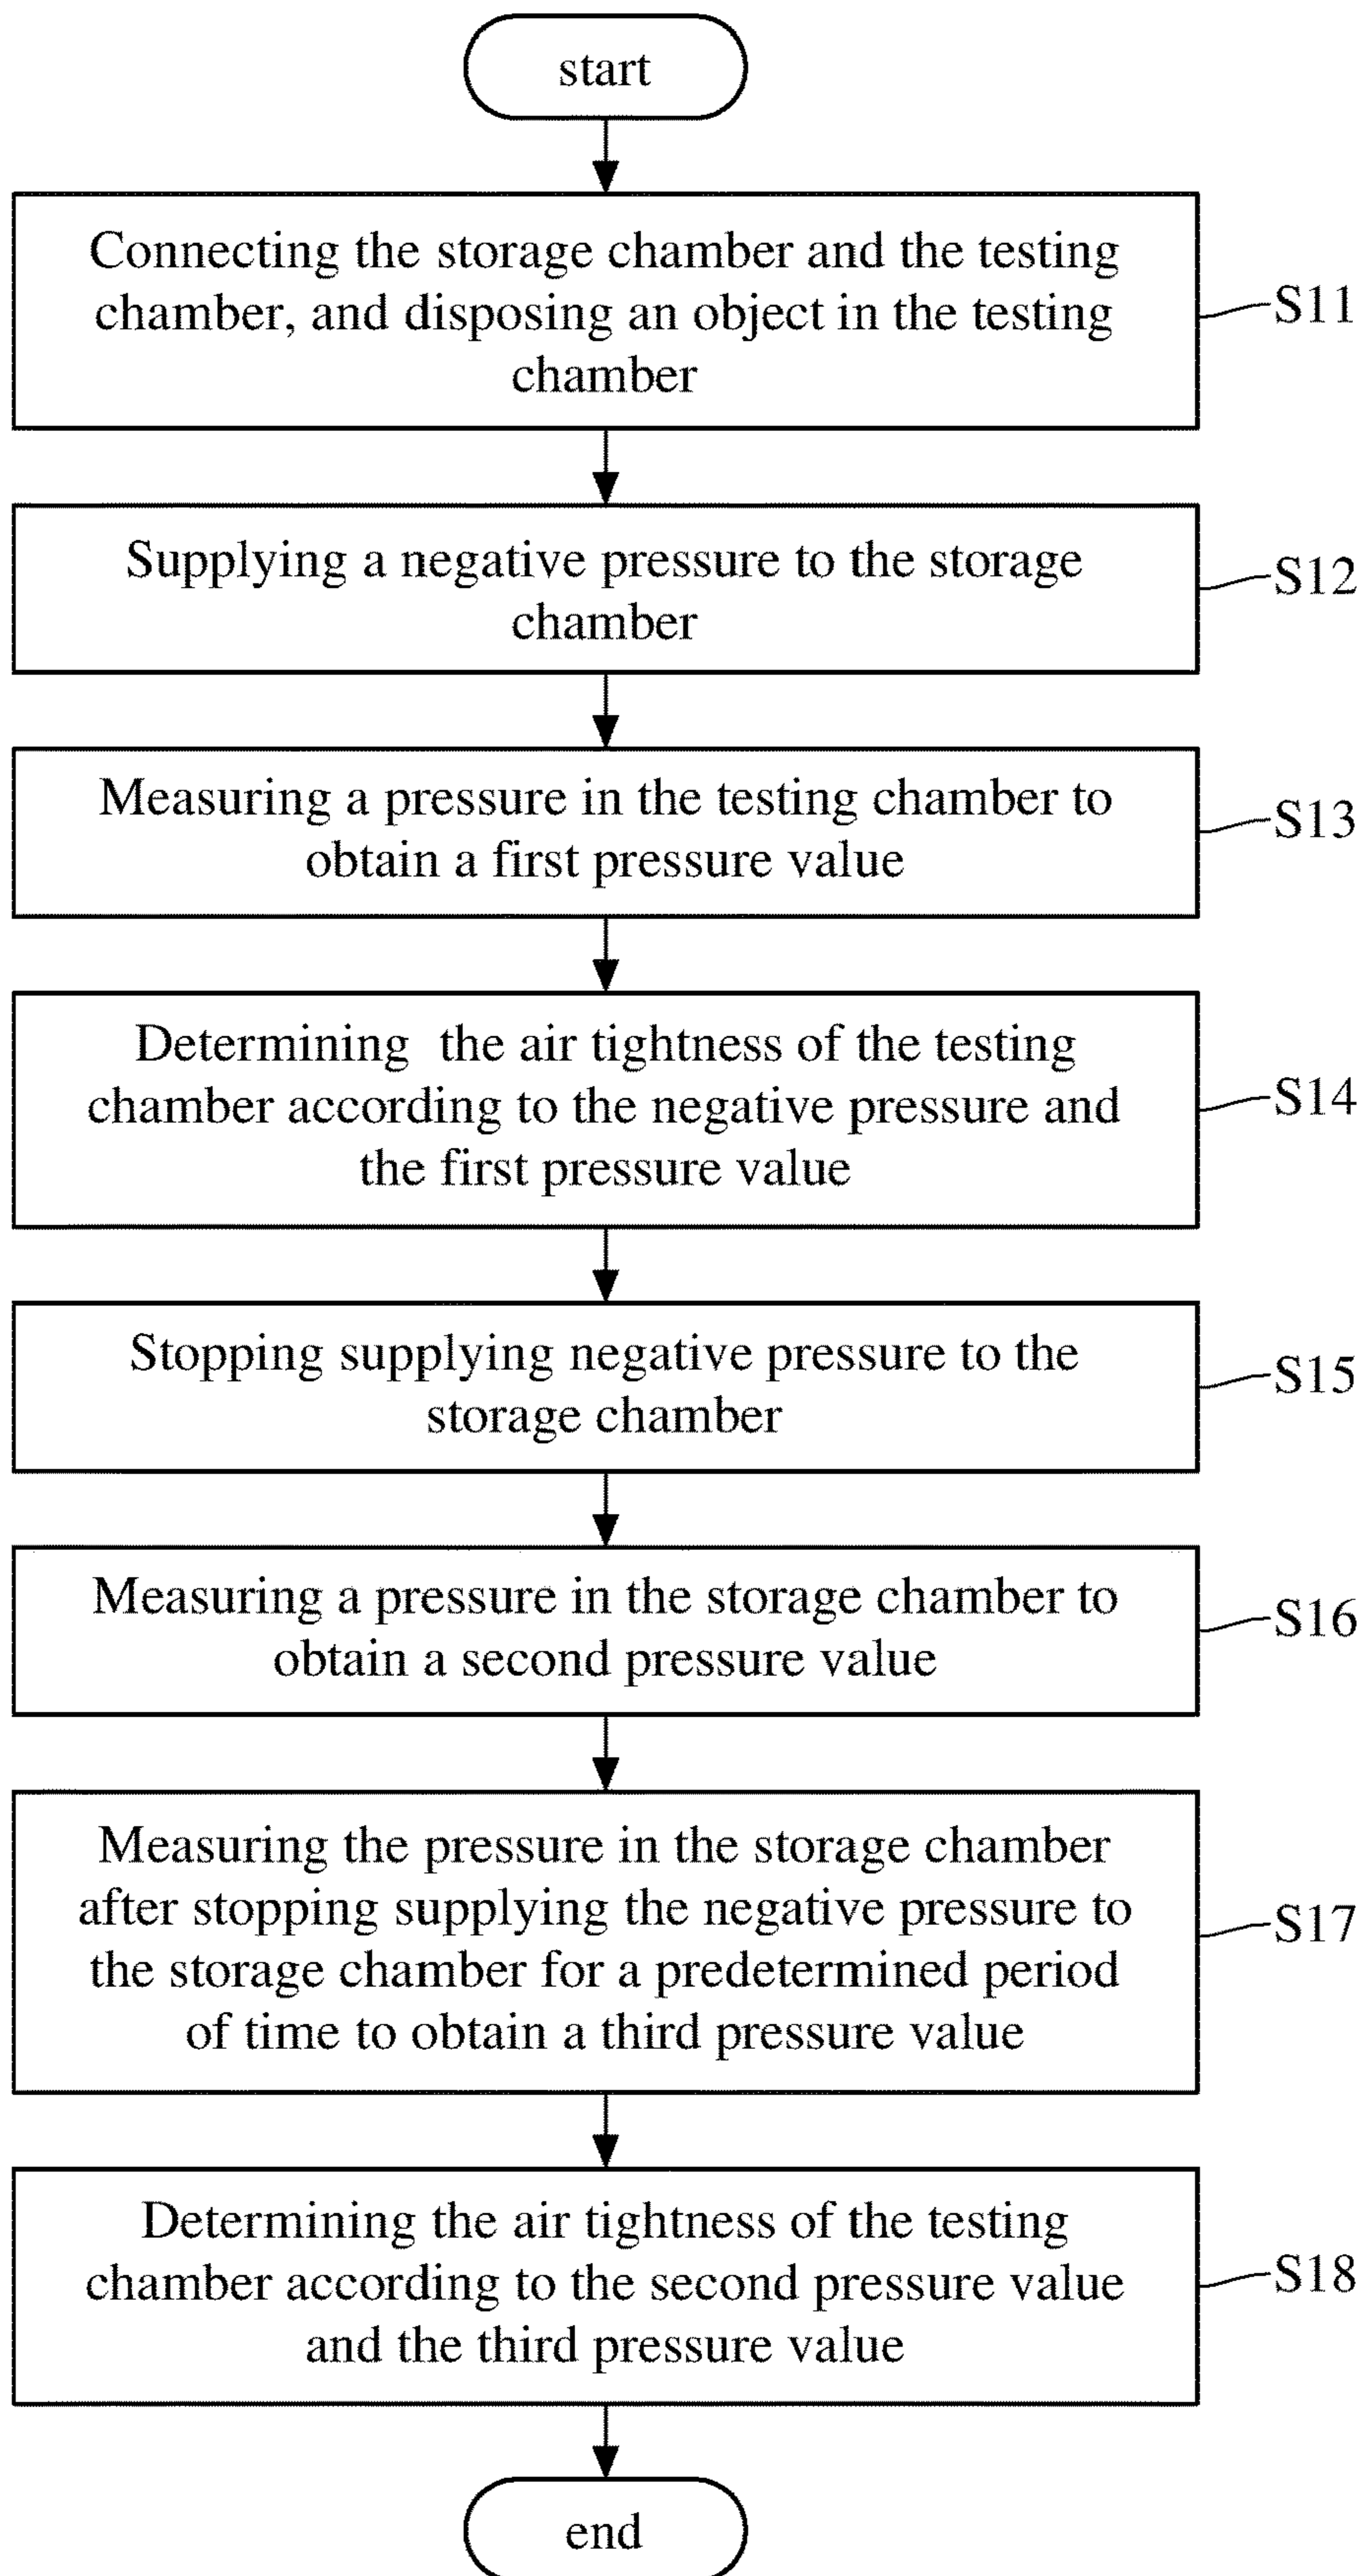 start
Connecting the storage chamber and the testing
chamber, and disposing an object in the testing
chamber
S11
Supplying a negative pressure to the storage
chamber
S12
Measuring a pressure in the testing chamber to
obtain a first pressure value
S13
Determining  the air tightness of the testing
chamber according to the negative pressure and
the first pressure value
S14
Stopping supplying negative pressure to the
storage chamber
S15
Measuring a pressure in the storage chamber to
obtain a second pressure value
S16
Measuring the pressure in the storage chamber
after stopping supplying the negative pressure to
the storage chamber for a predetermined period
of time to obtain a third pressure value
S17
Determining the air tightness of the testing
chamber according to the second pressure value
and the third pressure value
S18
end